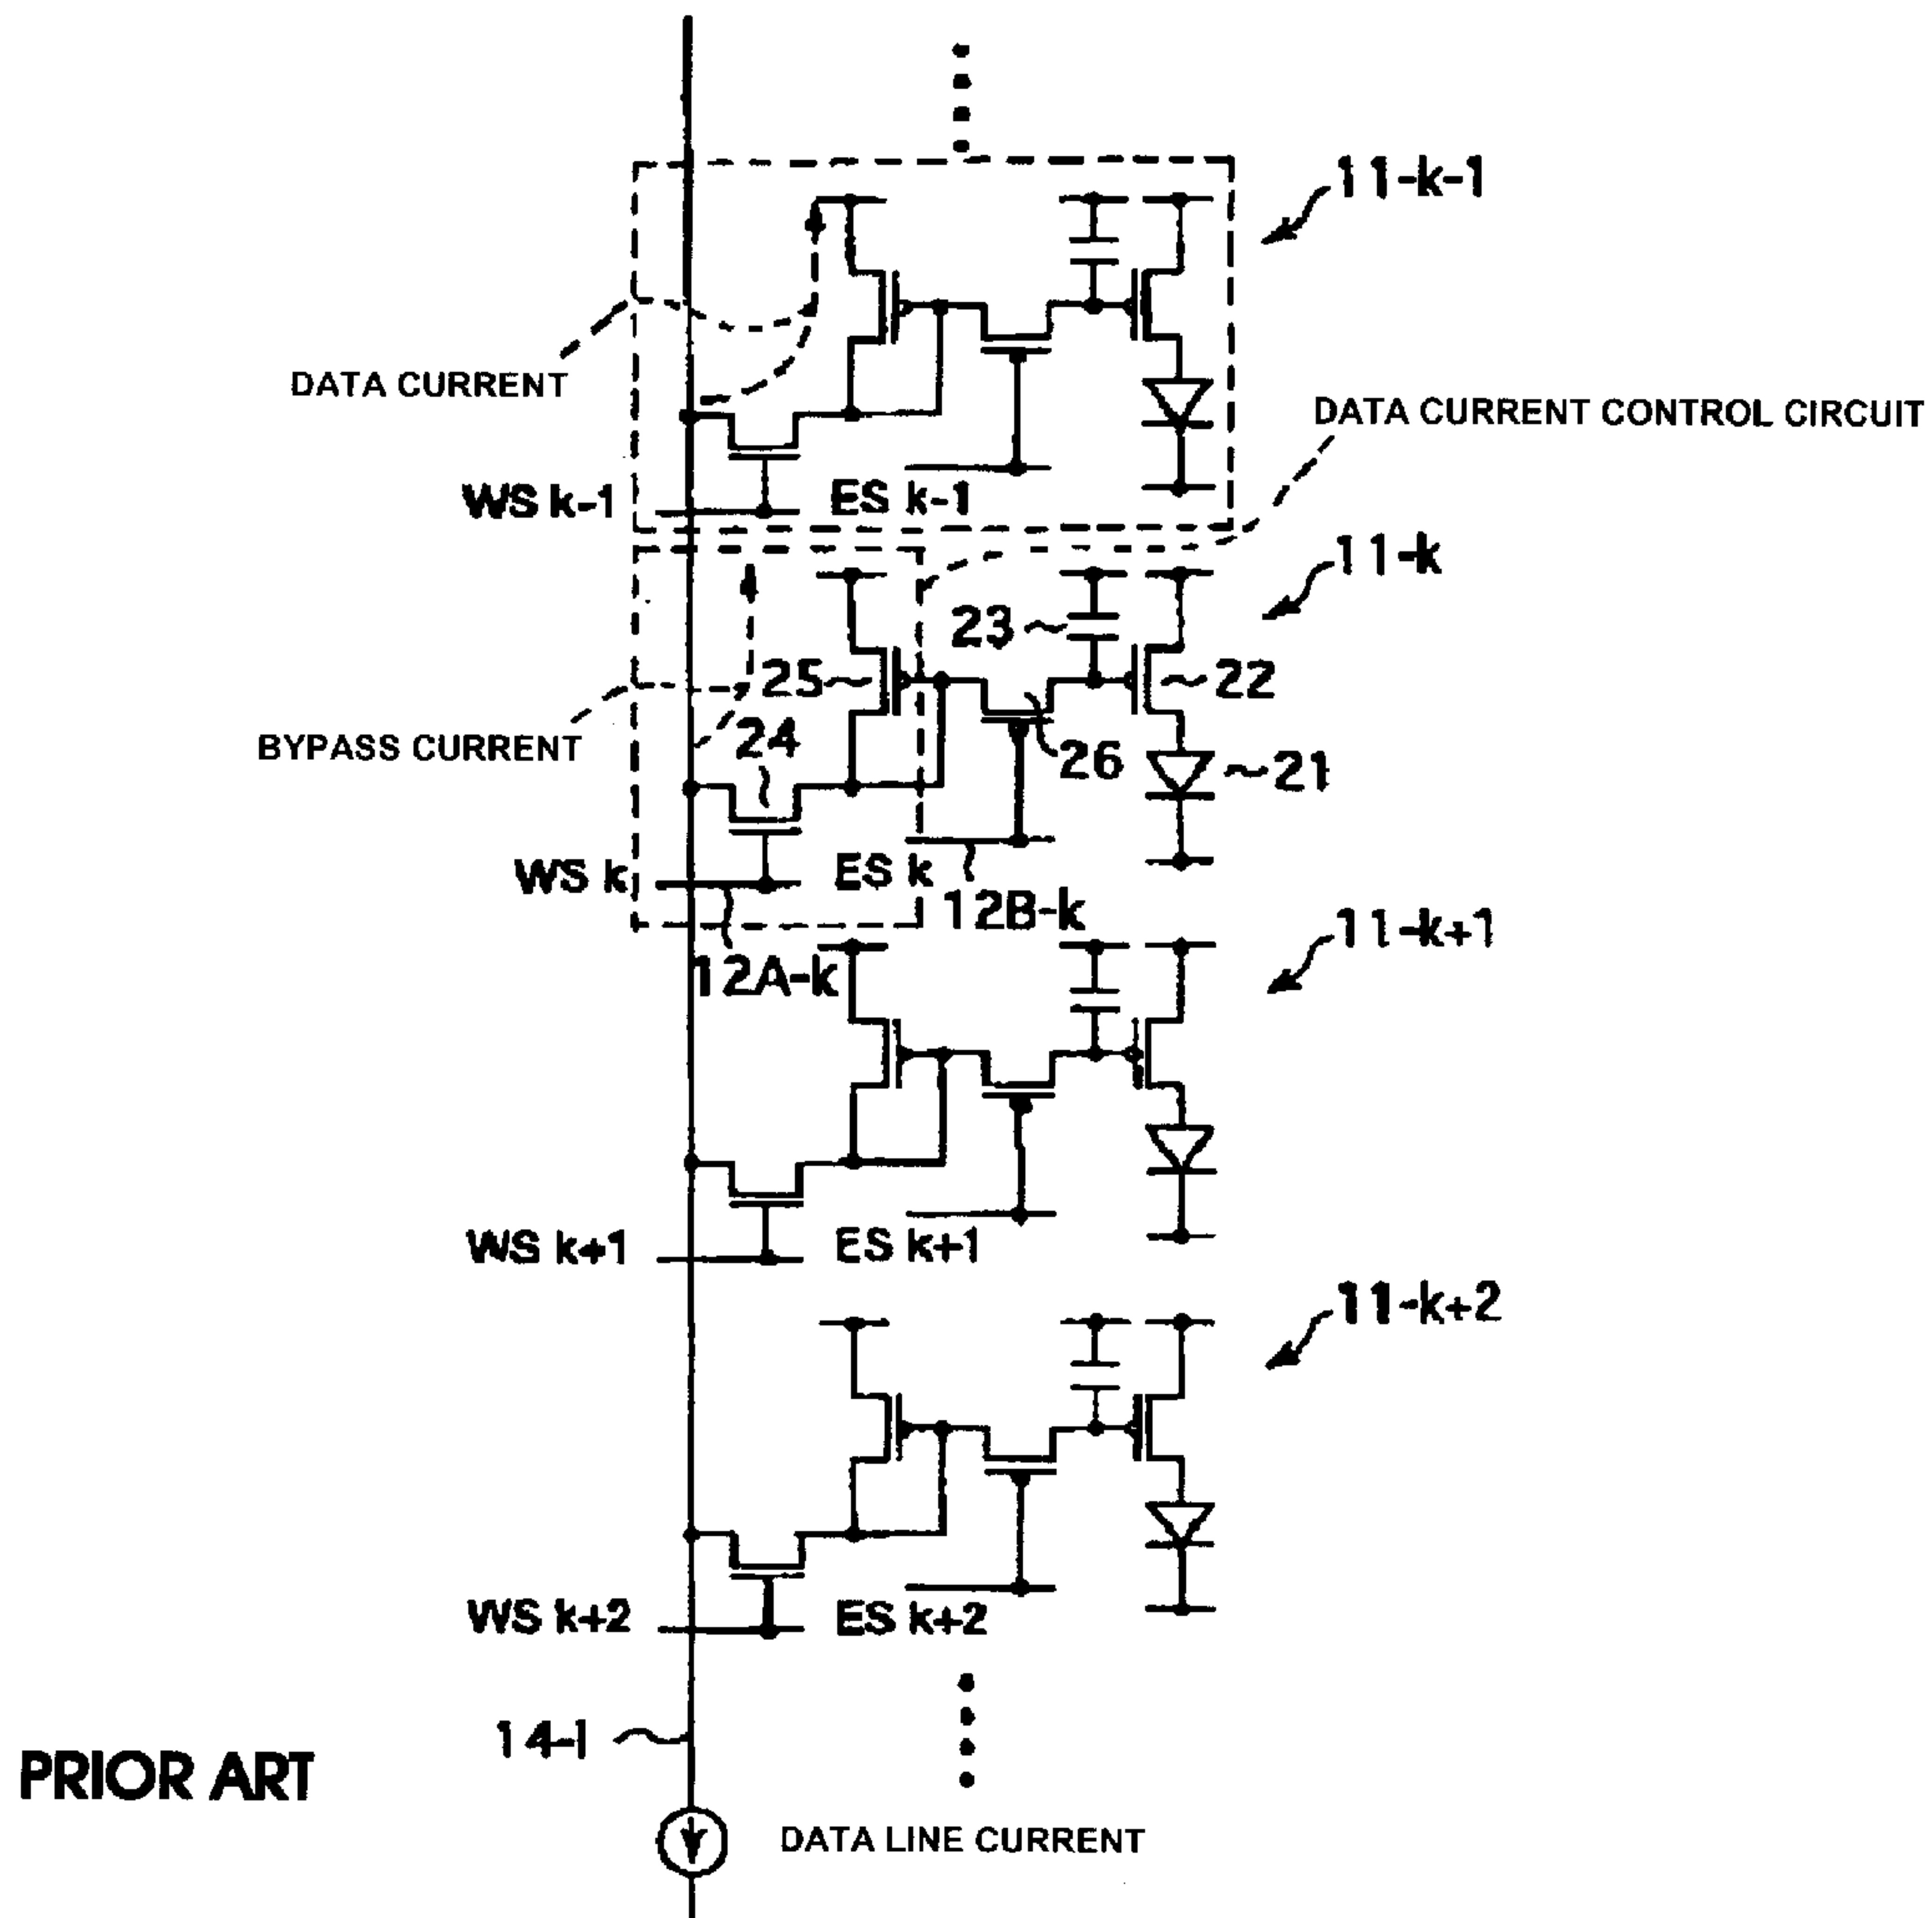 11-k-1
DATA CURRENT
DATA CURRENT CONTROL CIRCUIT
WS k-1
ES k-1
11-k
23
25
22
24
BYPASS CURRENT
26
21
WS k
ES k
12B-k
11-k+1
12A-k
WS k+1
ES k+1
11-k+2
WS k+2
ES k+2
14-1
PRIOR ART
DATA LINE CURRENT